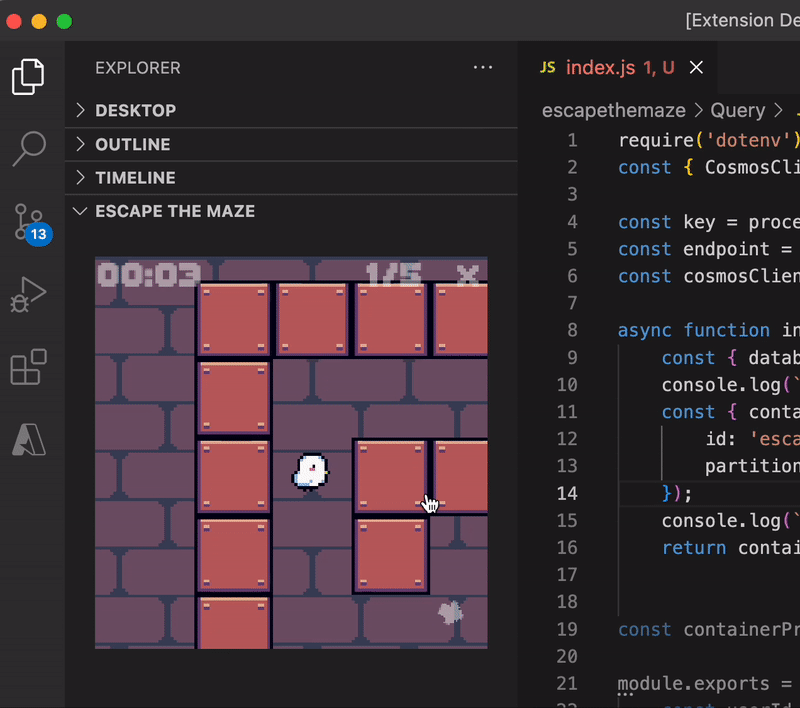 [Extension De
EXPLORER
DESKTOP
OUTLINE
TIMELINE
ESCAPE THE MAZE
00:03 1/5 X
13
JS index.js 1, U
escapethemaze > Query >
1 require('dotenv')
2 const { CosmosCli
3
4 const key = proce
5 const endpoint =
6 const cosmosClien
7
8 async function in
9 const { datab
10 console.log(`
11 const { conta
12 id: 'esca
13 partition
14 });
15 console.log(`
16 return contai
17
18
19 const containerPr
20
21 module.exports =
22 const userId